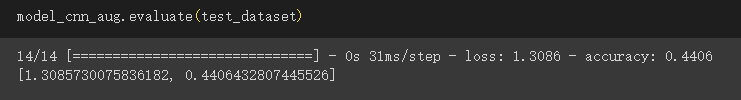 model_cnn_aug.evaluate(test_dataset)
14/14 [==============================] - 0s 31ms/step - loss: 1.3086 - accuracy: 0.4406
[1.3085730075836182, 0.4406432807445526]